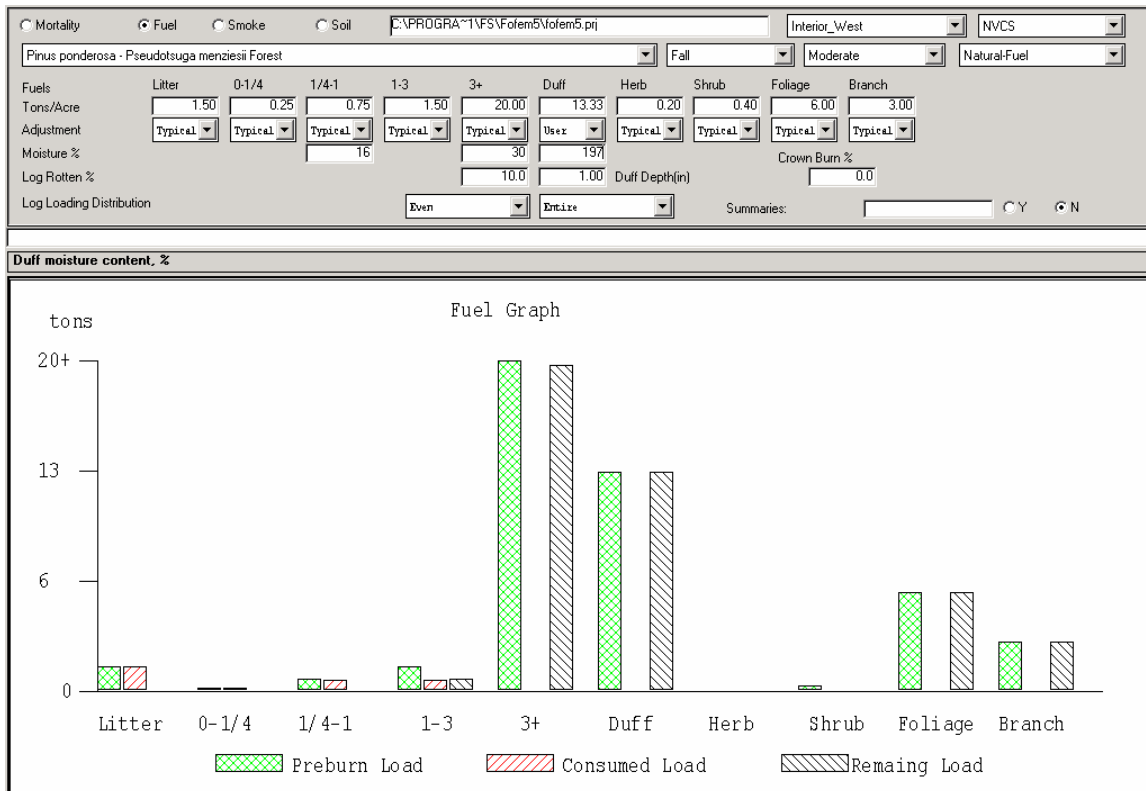 Mortality Fuel Smoke Soil C:\PROGRA~1\FS\Fofem5\fofem5.prj Interior_West NVCS
Pinus ponderosa - Pseudotsuga menziesii Forest Fall Moderate Natural-Fuel
Fuels Litter 0-1/4 1/4-1 1-3 3+ Duff Herb Shrub Foliage Branch
Tons/Acre 1.50 0.25 0.75 1.50 20.00 13.33 0.20 0.40 6.00 3.00
Adjustment Typical Typical Typical Typical Typical User Typical Typical Typical Typical
Moisture % 16 30 197 Crown Burn %
Log Rotten % 10.0 1.00 Duff Depth(in) 0.0
Log Loading Distribution Even Entire Summaries: Y N
Duff moisture content, %
Fuel Graph
tons
20+
13
6
0
Litter 0-1/4 1/4-1 1-3 3+ Duff Herb Shrub Foliage Branch
Preburn Load Consumed Load Remaing Load